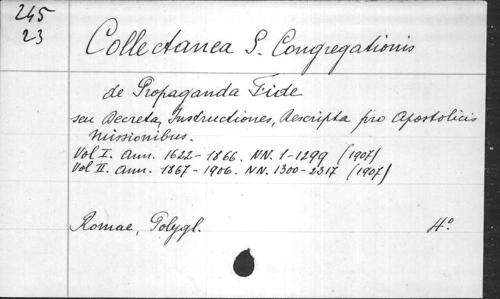 245
23
Collectanea S. Congregationis
de Propaganda Fide
seu Decreta, Instructiones, Rescripta pro Apostolicis
Missionibus.
Vol I. Ann. 1622-1866. NN. 1-1299 (1907)
Vol II. Ann. 1867-1906. NN. 1300-2317 (1907)
Romae, Polygl. 4°